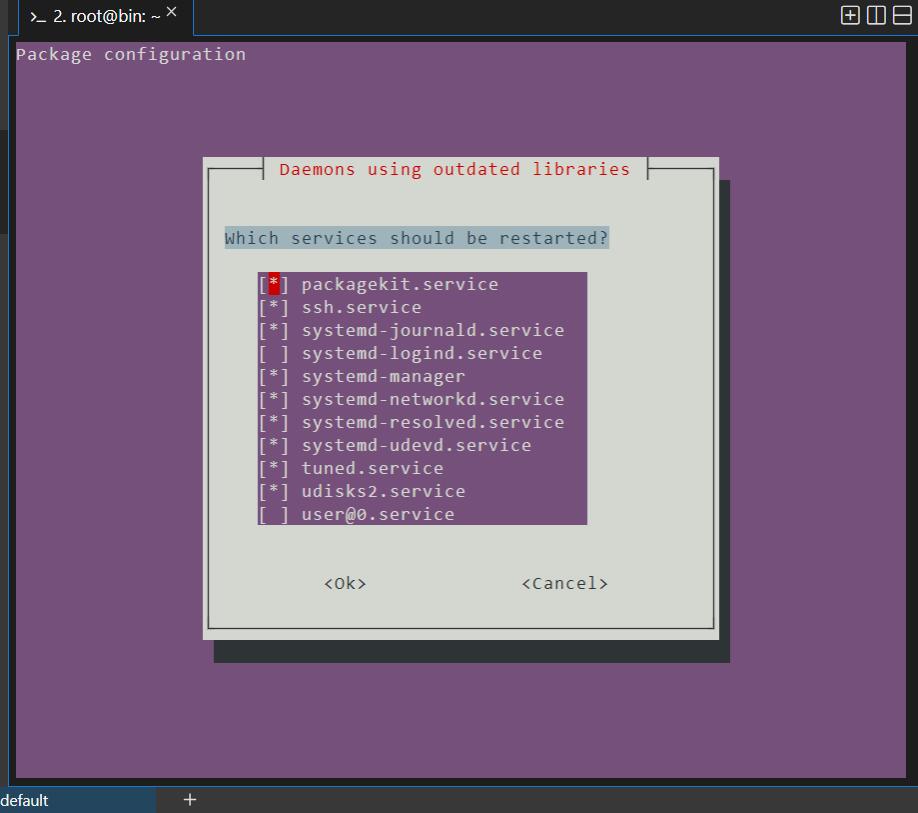 2. root@bin: ~
Package configuration
Daemons using outdated libraries
Which services should be restarted?
[*] packagekit.service
[*] ssh.service
[*] systemd-journald.service
[ ] systemd-logind.service
[*] systemd-manager
[*] systemd-networkd.service
[*] systemd-resolved.service
[*] systemd-udevd.service
[*] tuned.service
[*] udisks2.service
[ ] user@0.service
<Ok> <Cancel>
default